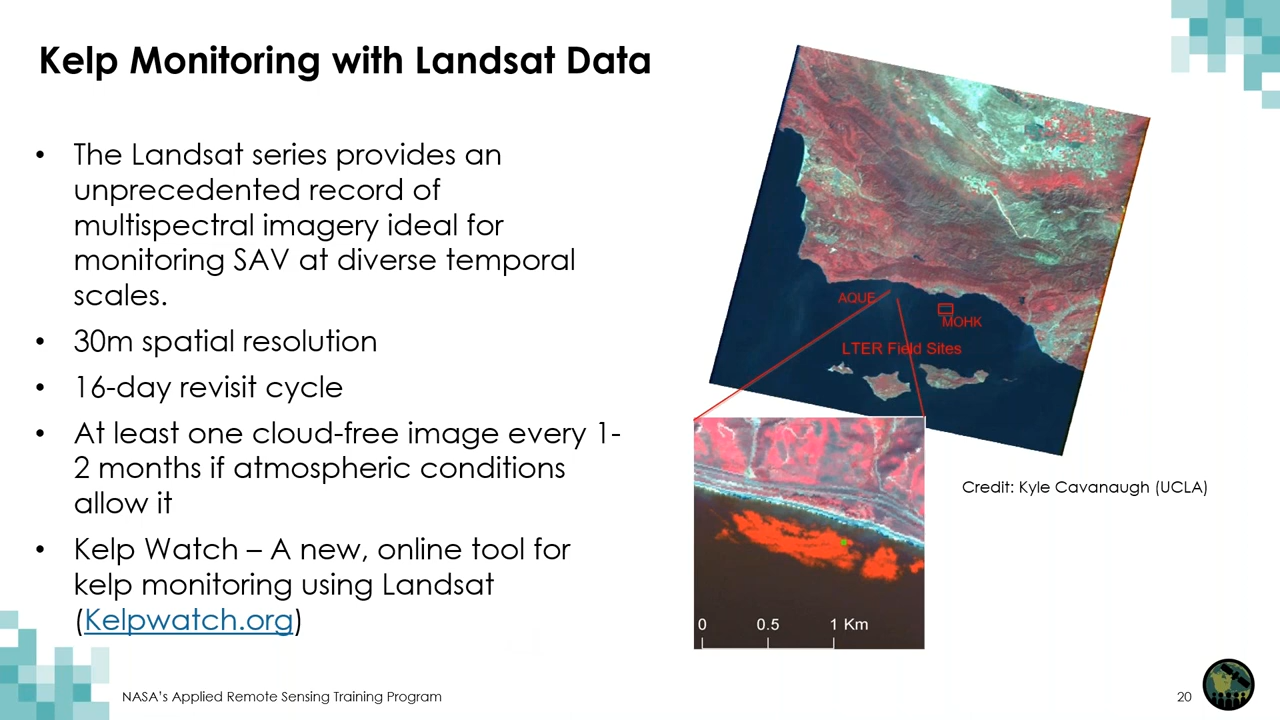 Kelp Monitoring with Landsat Data
• The Landsat series provides an
unprecedented record of
multispectral imagery ideal for
monitoring SAV at diverse temporal
scales.
• 30m spatial resolution
• 16-day revisit cycle
• At least one cloud-free image every 1-
2 months if atmospheric conditions
allow it
• Kelp Watch – A new, online tool for
kelp monitoring using Landsat
(Kelpwatch.org)
AQUE
MOHK
LTER Field Sites
0 0.5 1 Km
Credit: Kyle Cavanaugh (UCLA)
NASA's Applied Remote Sensing Training Program
20